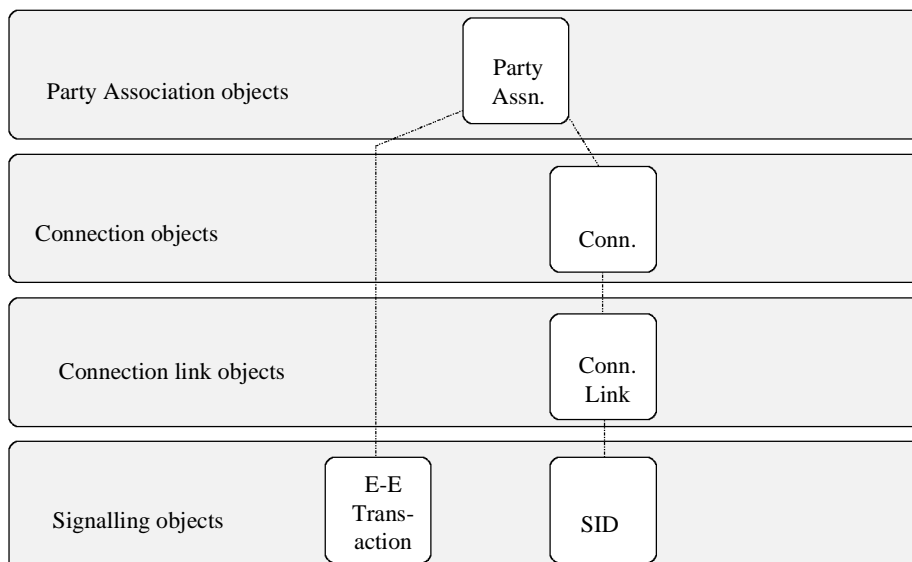 Party Association objects
Party
Assn.
Connection objects
Conn.
Connection link objects
Conn.
Link
Signalling objects
E-E
Trans-
action
SID